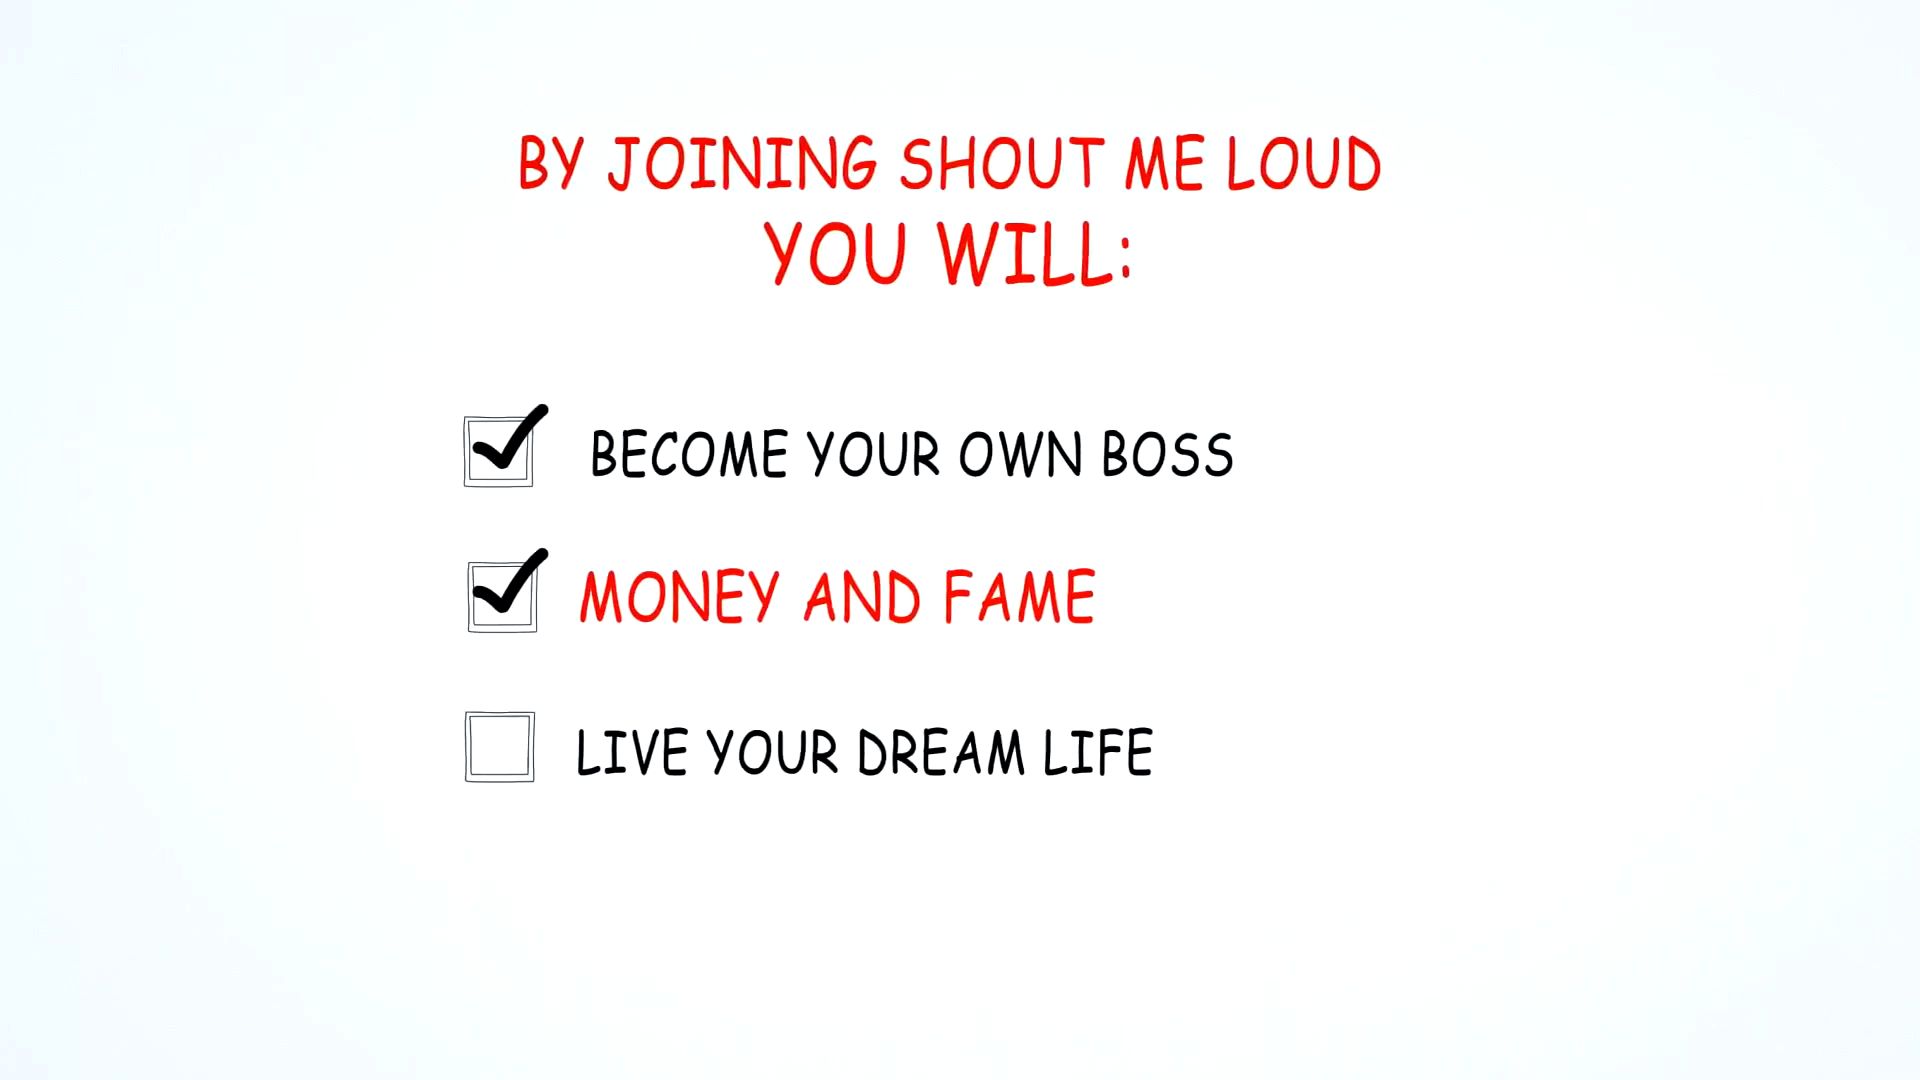 BY JOINING SHOUT ME LOUD
YOU WILL:
BECOME YOUR OWN BOSS
MONEY AND FAME
LIVE YOUR DREAM LIFE